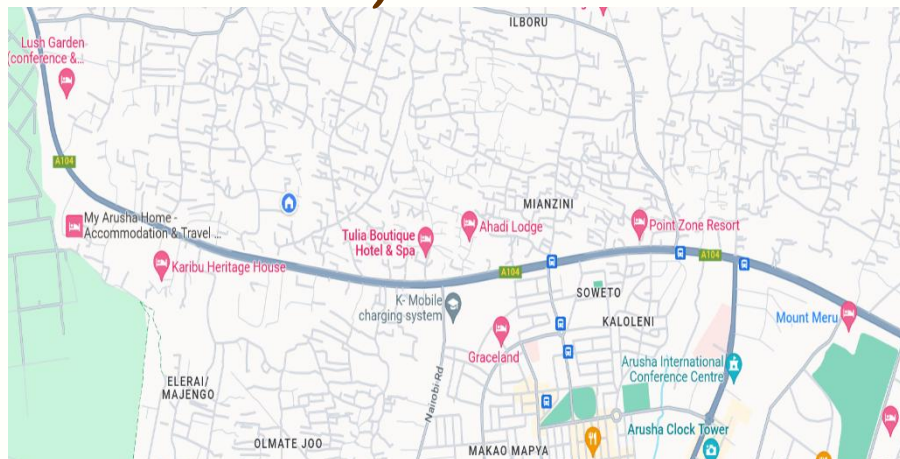 ILBORU
Lush Garden
(conference &...
A104
MIANZINI
My Arusha Home -
Accommodation & Travel ...
Tulia Boutique
Hotel & Spa
Ahadi Lodge
Point Zone Resort
Karibu Heritage House
A104
A104
K- Mobile
charging system
SOWETO
KALOLENI
Mount Meru
Graceland
Arusha International
Conference Centre
ELERAI/
MAJENGO
Nairobi Rd
OLMATE JOO
MAKAO MAPYA
Arusha Clock Tower